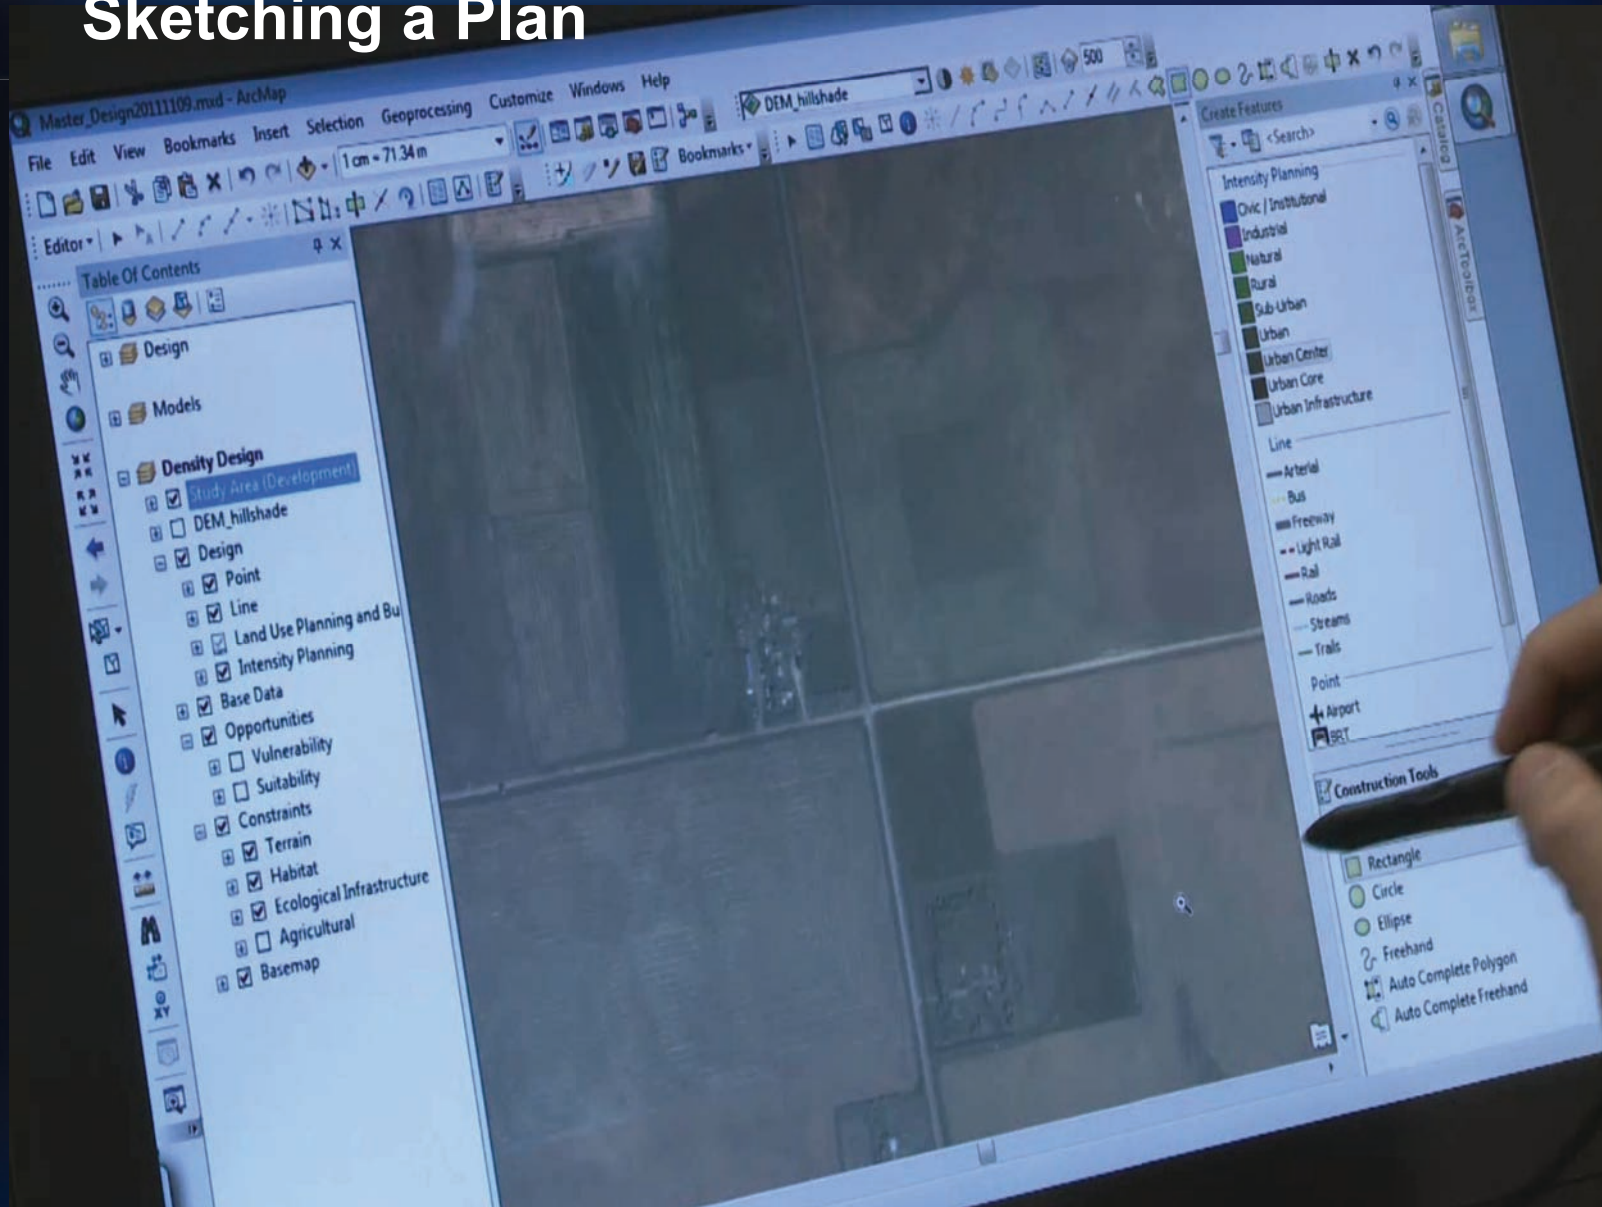 Sketching a Plan
Master_Design20111109.mxd - ArcMap
File Edit View Bookmarks Insert Selection Geoprocessing Customize Windows Help
1 cm = 71.34 m
DEM_hillshade
500
Editor
Bookmarks
Table Of Contents
Design
Models
Density Design
Study Area (Development)
DEM_hillshade
Design
Point
Line
Land Use Planning and Bu
Intensity Planning
Base Data
Opportunities
Vulnerability
Suitability
Constraints
Terrain
Habitat
Ecological Infrastructure
Agricultural
Basemap
XY
Create Features
<Search>
Intensity Planning
Civic / Institutional
Industrial
Natural
Rural
Sub-Urban
Urban
Urban Center
Urban Core
Urban Infrastructure
Line
Arterial
Bus
Freeway
Light Rail
Rail
Roads
Streams
Trails
Point
Airport
BRT
Construction Tools
Rectangle
Circle
Ellipse
Freehand
Auto Complete Polygon
Auto Complete Freehand
Catalog
ArcToolbox